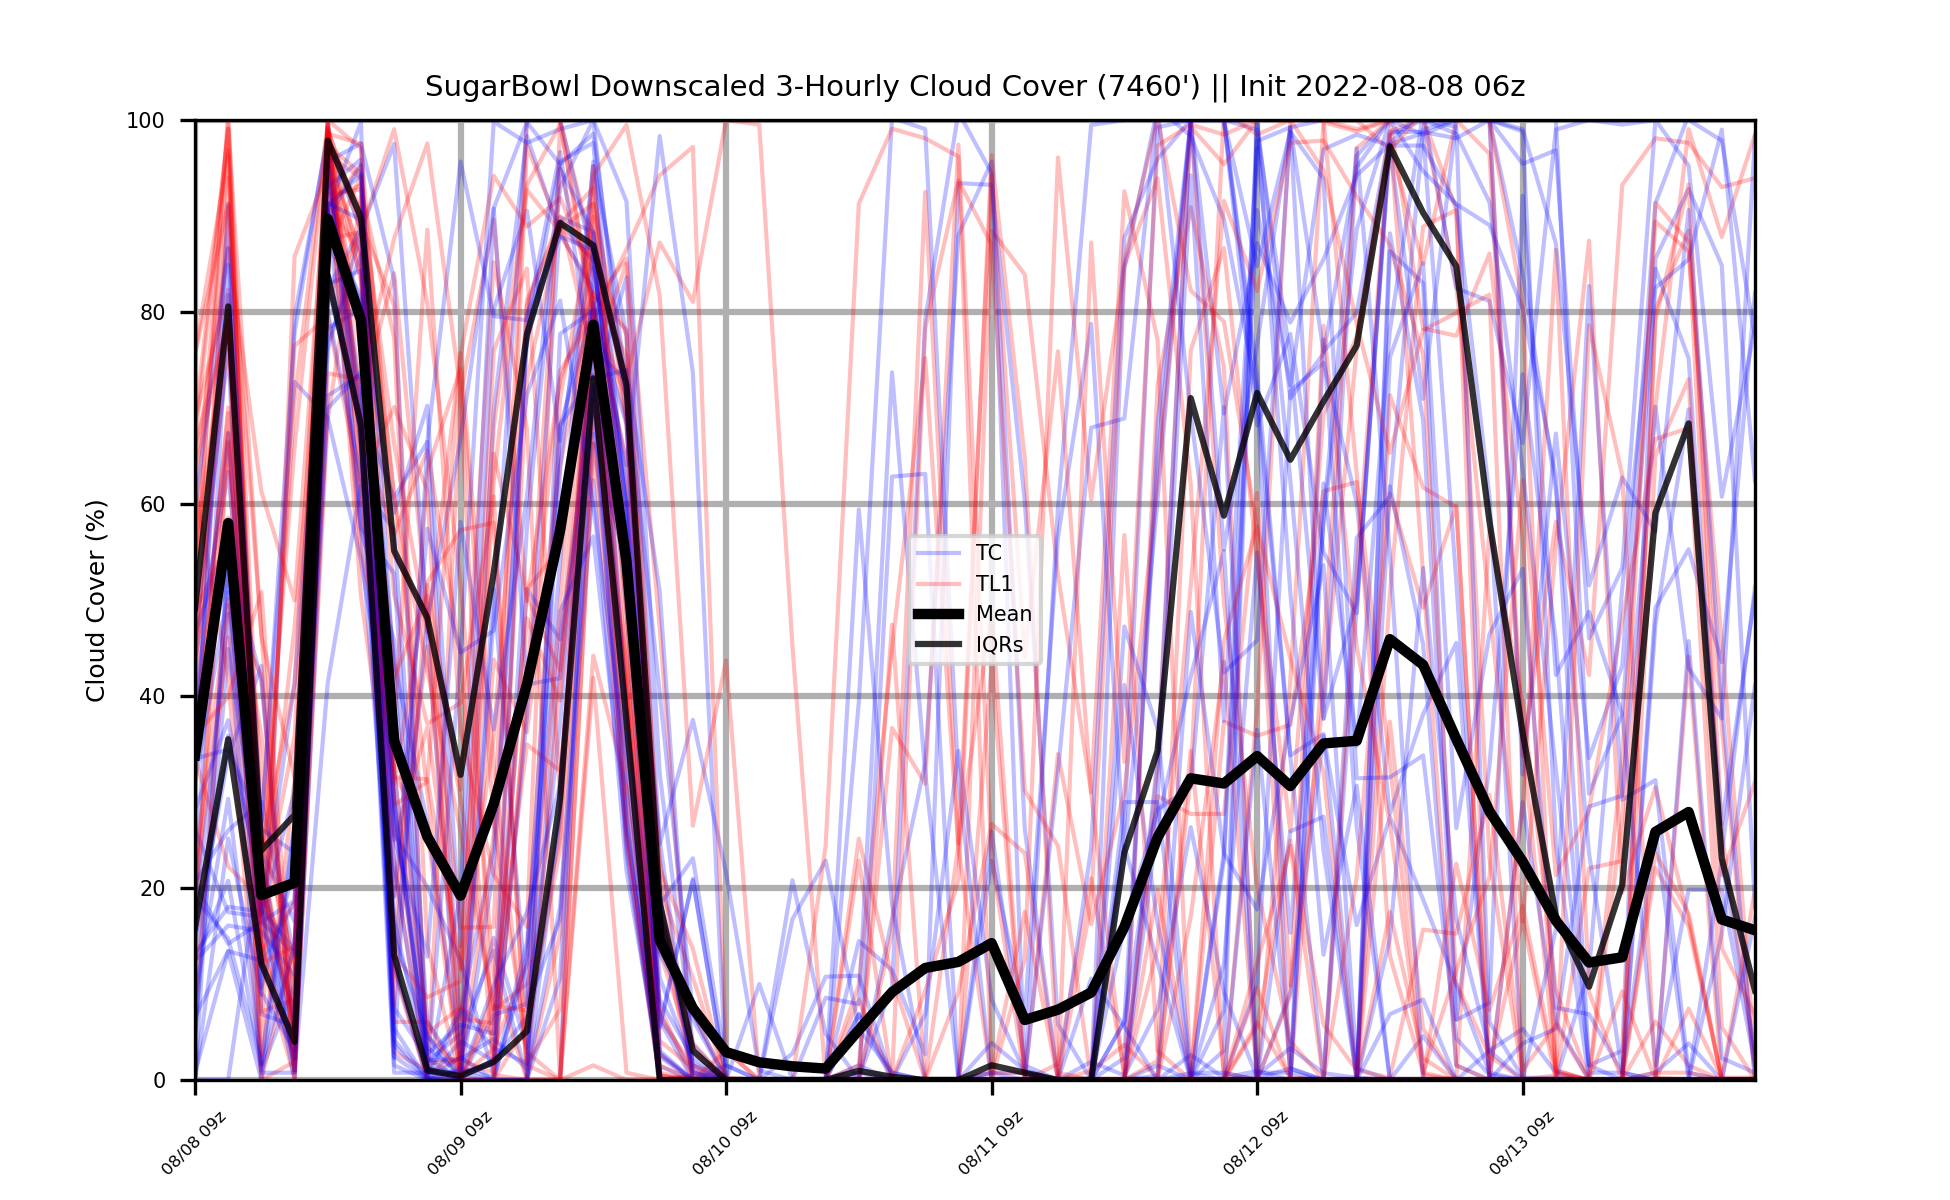 SugarBowl Downscaled 3-Hourly Cloud Cover (7460') || Init 2022-08-08 06z
Cloud Cover (%)
100
80
60
40
20
0
TC
TL1
Mean
IQRs
08/08 09z
08/09 09z
08/10 09z
08/11 09z
08/12 09z
08/13 09z